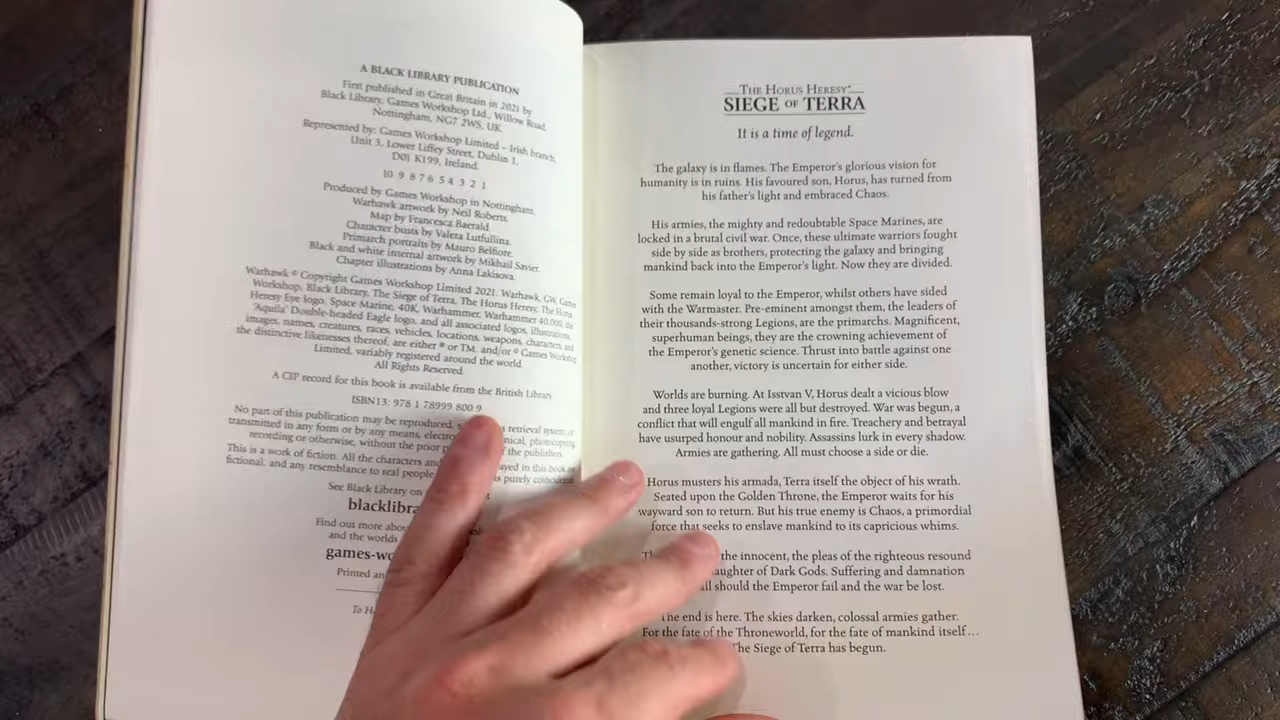 A BLACK LIBRARY PUBLICATION
First published in Great Britain in 2021 by
Black Library, Games Workshop Ltd., Willow Road,
Nottingham, NG7 2WS, UK.
Represented by: Games Workshop Limited – Irish branch,
Unit 3, Lower Liffey Street, Dublin 1,
D01 K199, Ireland.
10 9 8 7 6 5 4 3 2 1
Produced by Games Workshop in Nottingham.
Warhawk artwork by Neil Roberts.
Map by Francesca Baerald.
Character busts by Valera Lutfullina.
Primarch portraits by Mauro Belfiore.
Black and white internal artwork by Mikhail Savier.
Chapter illustrations by Anna Lakisova.
Warhawk © Copyright Games Workshop Limited 2021. Warhawk, GW, Games
Workshop, Black Library, The Siege of Terra, The Horus Heresy, The Horus
Heresy Eye logo, Space Marine, 40K, Warhammer, Warhammer 40,000, the
'Aquila' Double-headed Eagle logo, and all associated logos, illustrations,
images, names, creatures, races, vehicles, locations, weapons, characters, and
the distinctive likenesses thereof, are either ® or TM, and/or © Games Workshop
Limited, variably registered around the world.
All Rights Reserved.
A CIP record for this book is available from the British Library.
ISBN13: 978 1 78999 800 9
No part of this publication may be reproduced, retrieval system, or
transmitted in any form or by any means, photocopying,
recording or otherwise, without the prior of the publishers.
This is a work of fiction. All the characters and in this book are
fictional, and any resemblance to real people purely coincidental.
See Black Library on
blacklibra
Find out more abou
and the worlds
games-wo
Printed an
To H
THE HORUS HERESY®
SIEGE OF TERRA
It is a time of legend.
The galaxy is in flames. The Emperor's glorious vision for
humanity is in ruins. His favoured son, Horus, has turned from
his father's light and embraced Chaos.
His armies, the mighty and redoubtable Space Marines, are
locked in a brutal civil war. Once, these ultimate warriors fought
side by side as brothers, protecting the galaxy and bringing
mankind back into the Emperor's light. Now they are divided.
Some remain loyal to the Emperor, whilst others have sided
with the Warmaster. Pre-eminent amongst them, the leaders of
their thousands-strong Legions, are the primarchs. Magnificent,
superhuman beings, they are the crowning achievement of
the Emperor's genetic science. Thrust into battle against one
another, victory is uncertain for either side.
Worlds are burning. At Isstvan V, Horus dealt a vicious blow
and three loyal Legions were all but destroyed. War was begun, a
conflict that will engulf all mankind in fire. Treachery and betrayal
have usurped honour and nobility. Assassins lurk in every shadow.
Armies are gathering. All must choose a side or die.
Horus musters his armada, Terra itself the object of his wrath.
Seated upon the Golden Throne, the Emperor waits for his
wayward son to return. But his true enemy is Chaos, a primordial
force that seeks to enslave mankind to its capricious whims.
the innocent, the pleas of the righteous resound
aughter of Dark Gods. Suffering and damnation
all should the Emperor fail and the war be lost.
The end is here. The skies darken, colossal armies gather.
For the fate of the Throneworld, for the fate of mankind itself…
The Siege of Terra has begun.